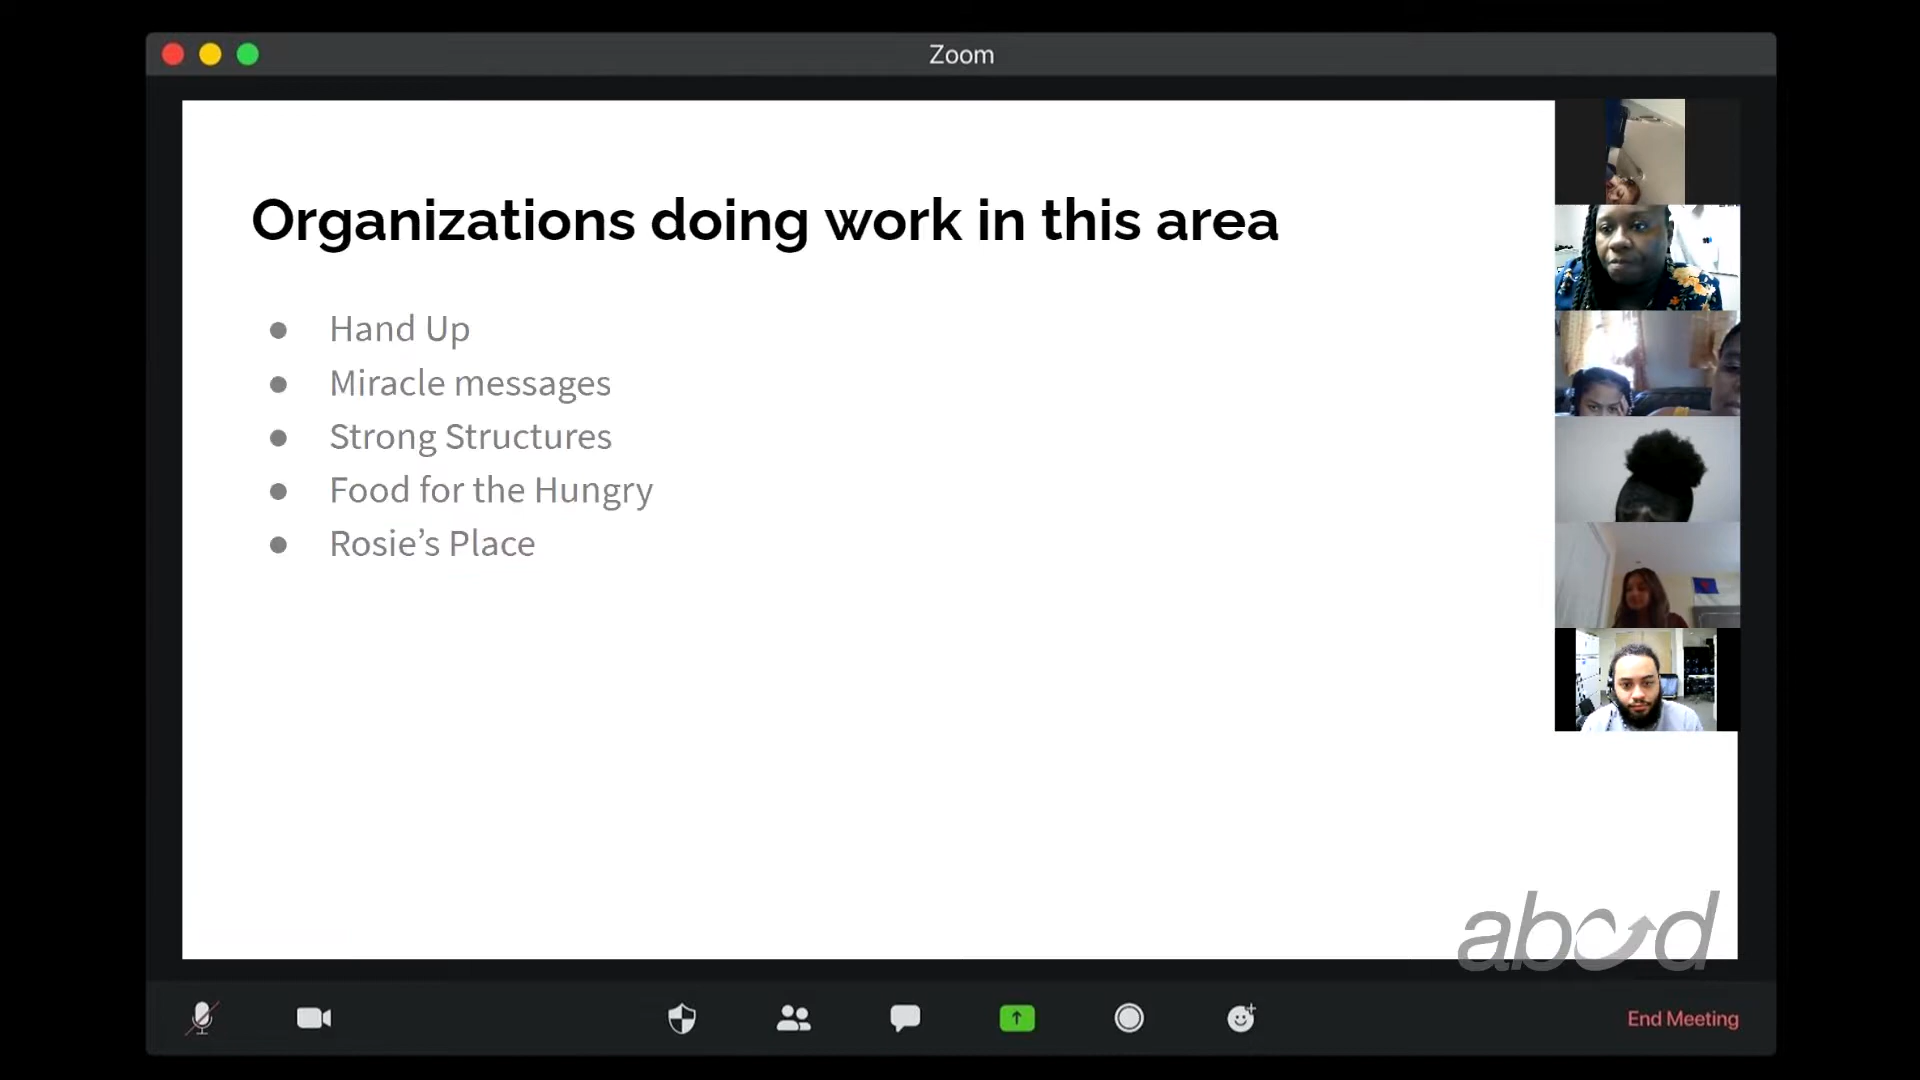 Zoom
Organizations doing work in this area
● Hand Up
● Miracle messages
● Strong Structures
● Food for the Hungry
● Rosie’s Place
abcd
End Meeting